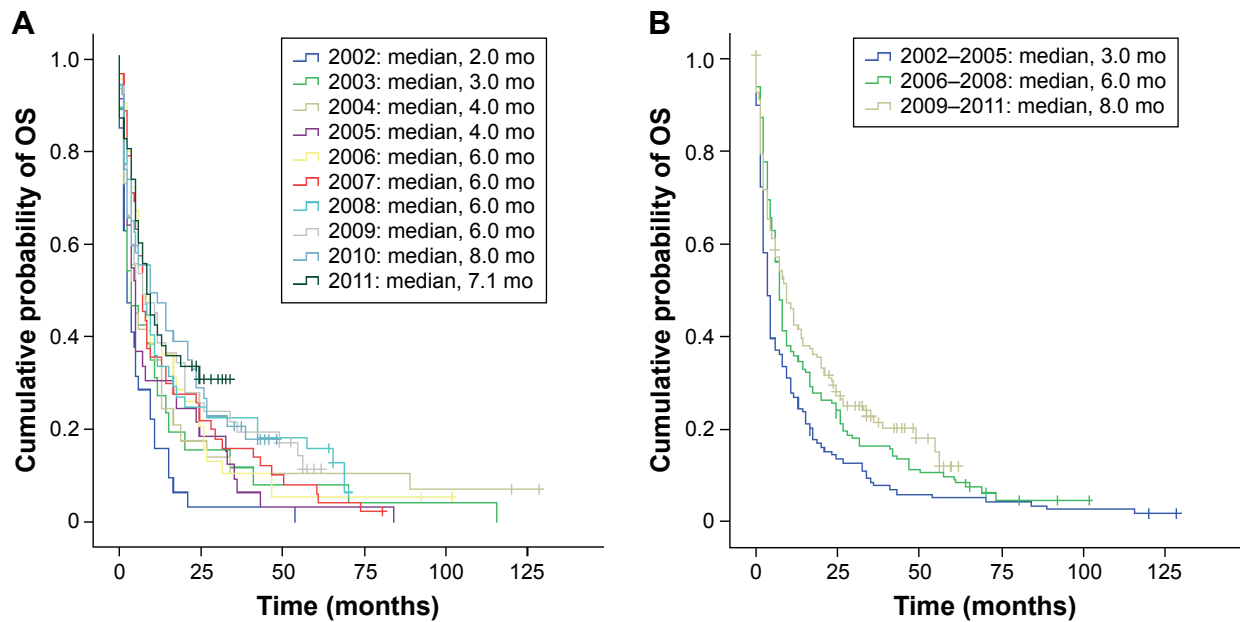 A
Cumulative probability of OS
1.0
0.8
0.6
0.4
0.2
0
2002: median, 2.0 mo
2003: median, 3.0 mo
2004: median, 4.0 mo
2005: median, 4.0 mo
2006: median, 6.0 mo
2007: median, 6.0 mo
2008: median, 6.0 mo
2009: median, 6.0 mo
2010: median, 8.0 mo
2011: median, 7.1 mo
0 25 50 75 100 125
Time (months)
B
Cumulative probability of OS
1.0
0.8
0.6
0.4
0.2
0
2002–2005: median, 3.0 mo
2006–2008: median, 6.0 mo
2009–2011: median, 8.0 mo
0 25 50 75 100 125
Time (months)